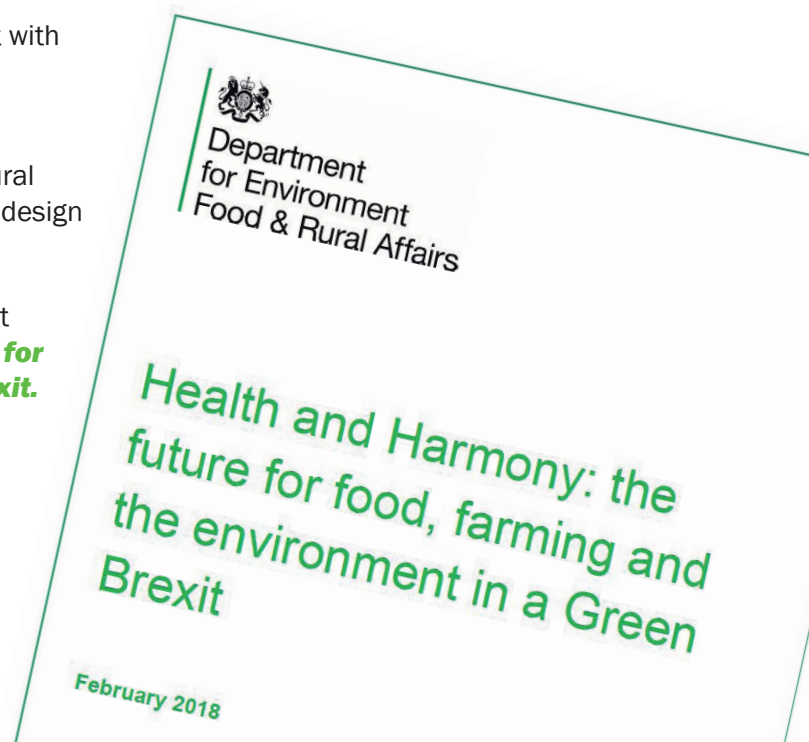 with
ral
design
t
for
xit.
Department
for Environment
Food & Rural Affairs
Health and Harmony: the
future for food, farming and
the environment in a Green
Brexit
February 2018